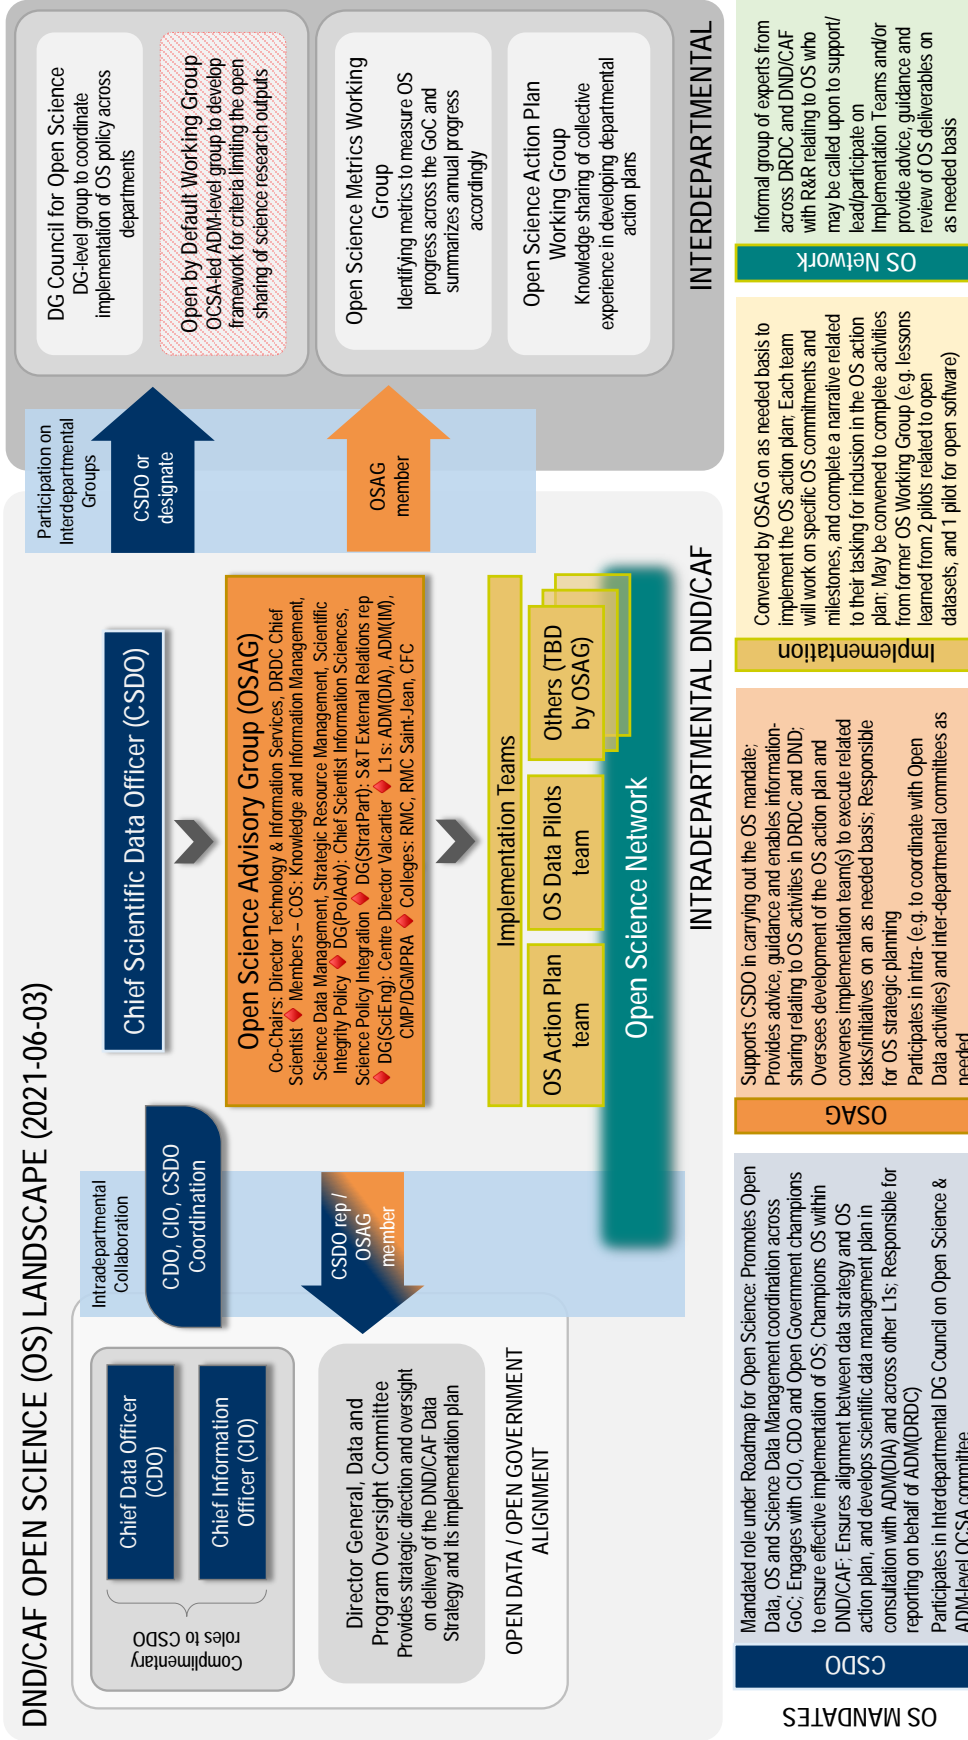 DND/CAF OPEN SCIENCE (OS) LANDSCAPE (2021-06-03)
Complimentary
roles to CSDO
Chief Data Officer
(CDO)
Chief Information
Officer (CIO)
Director General, Data and
Program Oversight Committee
Provides strategic direction and oversight
on delivery of the DND/CAF Data
Strategy and its implementation plan
OPEN DATA / OPEN GOVERNMENT
ALIGNMENT
Intradepartmental
Collaboration
CDO, CIO, CSDO
Coordination
CSDO rep /
OSAG
member
Chief Scientific Data Officer (CSDO)
Open Science Advisory Group (OSAG)
Co-Chairs: Director Technology & Information Services, DRDC Chief
Scientist ♦ Members – COS: Knowledge and Information Management,
Science Data Management, Strategic Resource Management, Scientific
Integrity Policy ♦ DG(PolAdv): Chief Scientist Information Sciences,
Science Policy Integration ♦ DG(StratPart): S&T External Relations rep
♦ DG(SciEng): Centre Director Valcartier ♦ L1s: ADM(DIA), ADM(IM),
CMP/DGMPRA ♦ Colleges: RMC, RMC Saint-Jean, CFC
Implementation Teams
OS Action Plan
team
OS Data Pilots
team
Others (TBD
by OSAG)
Open Science Network
INTRADEPARTMENTAL DND/CAF
Participation on
Interdepartmental
Groups
CSDO or
designate
OSAG
member
DG Council for Open Science
DG-level group to coordinate
implementation of OS policy across
departments
Open by Default Working Group
OCSA-led ADM-level group to develop
framework for criteria limiting the open
sharing of science research outputs
Open Science Metrics Working
Group
Identifying metrics to measure OS
progress across the GoC and
summarizes annual progress
accordingly
Open Science Action Plan
Working Group
Knowledge sharing of collective
experience in developing departmental
action plans
INTERDEPARTMENTAL
OS MANDATES
CSDO
Mandated role under Roadmap for Open Science: Promotes Open
Data, OS and Science Data Management coordination across
GoC; Engages with CIO, CDO and Open Government champions
to ensure effective implementation of OS; Champions OS within
DND/CAF; Ensures alignment between data strategy and OS
action plan, and develops scientific data management plan in
consultation with ADM(DIA) and across other L1s; Responsible for
reporting on behalf of ADM(DRDC)
Participates in Interdepartmental DG Council on Open Science &
ADM-level OCSA committee
OSAG
Supports CSDO in carrying out the OS mandate;
Provides advice, guidance and enables information-
sharing relating to OS activities in DRDC and DND;
Oversees development of the OS action plan and
convenes implementation team(s) to execute related
tasks/initiatives on an as needed basis; Responsible
for OS strategic planning
Participates in intra- (e.g. to coordinate with Open
Data activities) and inter-departmental committees as
needed
Implementation
Convened by OSAG on as needed basis to
implement the OS action plan; Each team
will work on specific OS commitments and
milestones, and complete a narrative related
to their tasking for inclusion in the OS action
plan; May be convened to complete activities
from former OS Working Group (e.g. lessons
learned from 2 pilots related to open
datasets, and 1 pilot for open software)
OS Network
Informal group of experts from
across DRDC and DND/CAF
with R&R relating to OS who
may be called upon to support/
lead/participate on
Implementation Teams and/or
provide advice, guidance and
review of OS deliverables on
as needed basis